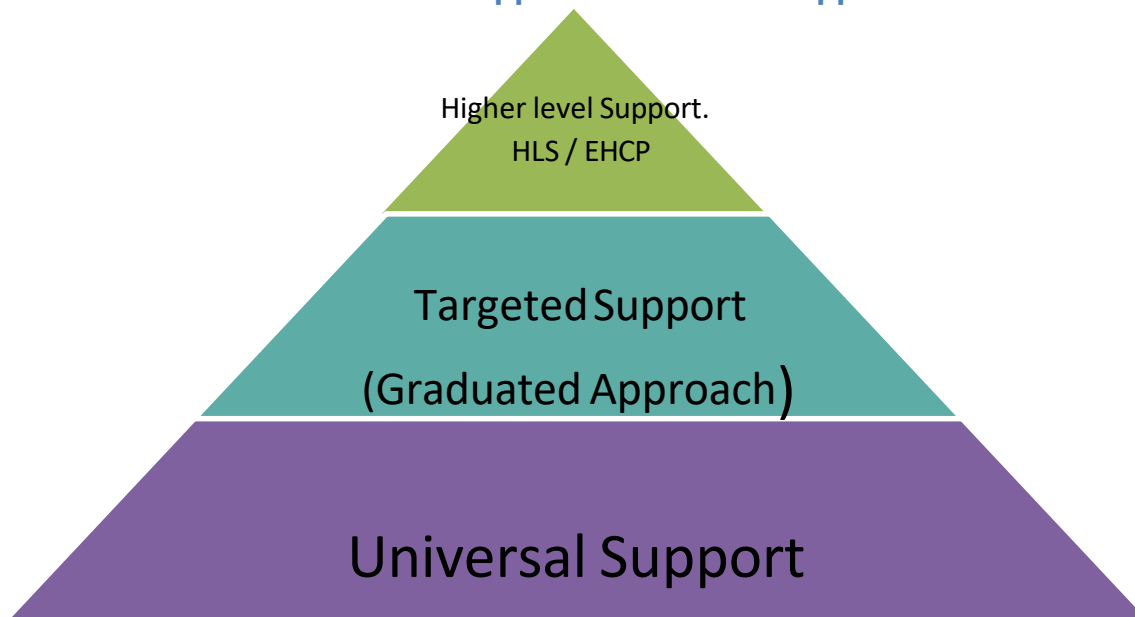 Higher level Support.
HLS / EHCP
Targeted Support
(Graduated Approach)
Universal Support